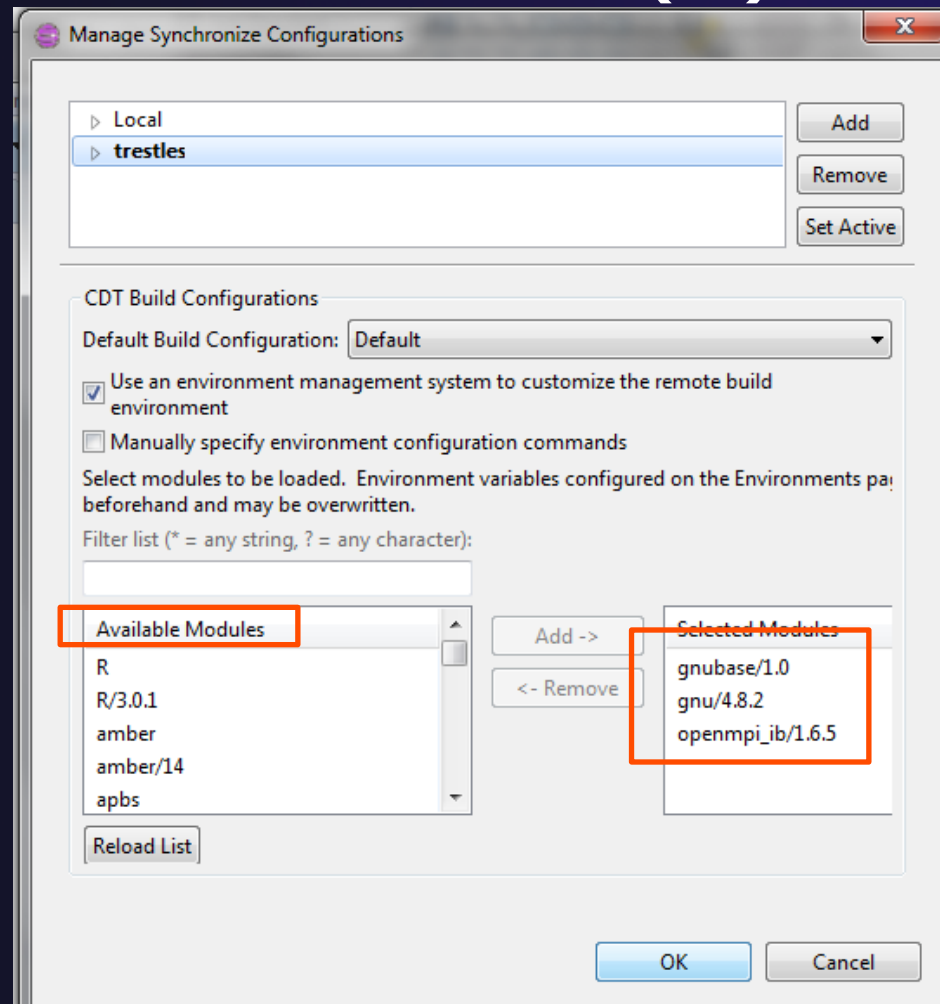 Manage Synchronize Configurations
x
Local
Add
trestles
Remove
Set Active
CDT Build Configurations
Default Build Configuration: Default
Use an environment management system to customize the remote build
environment
Manually specify environment configuration commands
Select modules to be loaded. Environment variables configured on the Environments
beforehand and may be overwritten.
Filter list (* = any string, ? = any character):
Available Modules
Add ->
Selected Modules
R
gnubase/1.0
R/3.0.1
<- Remove
gnu/4.8.2
amber
openmpi_ib/1.6.5
amber/14
apbs
Reload List
OK
Cancel